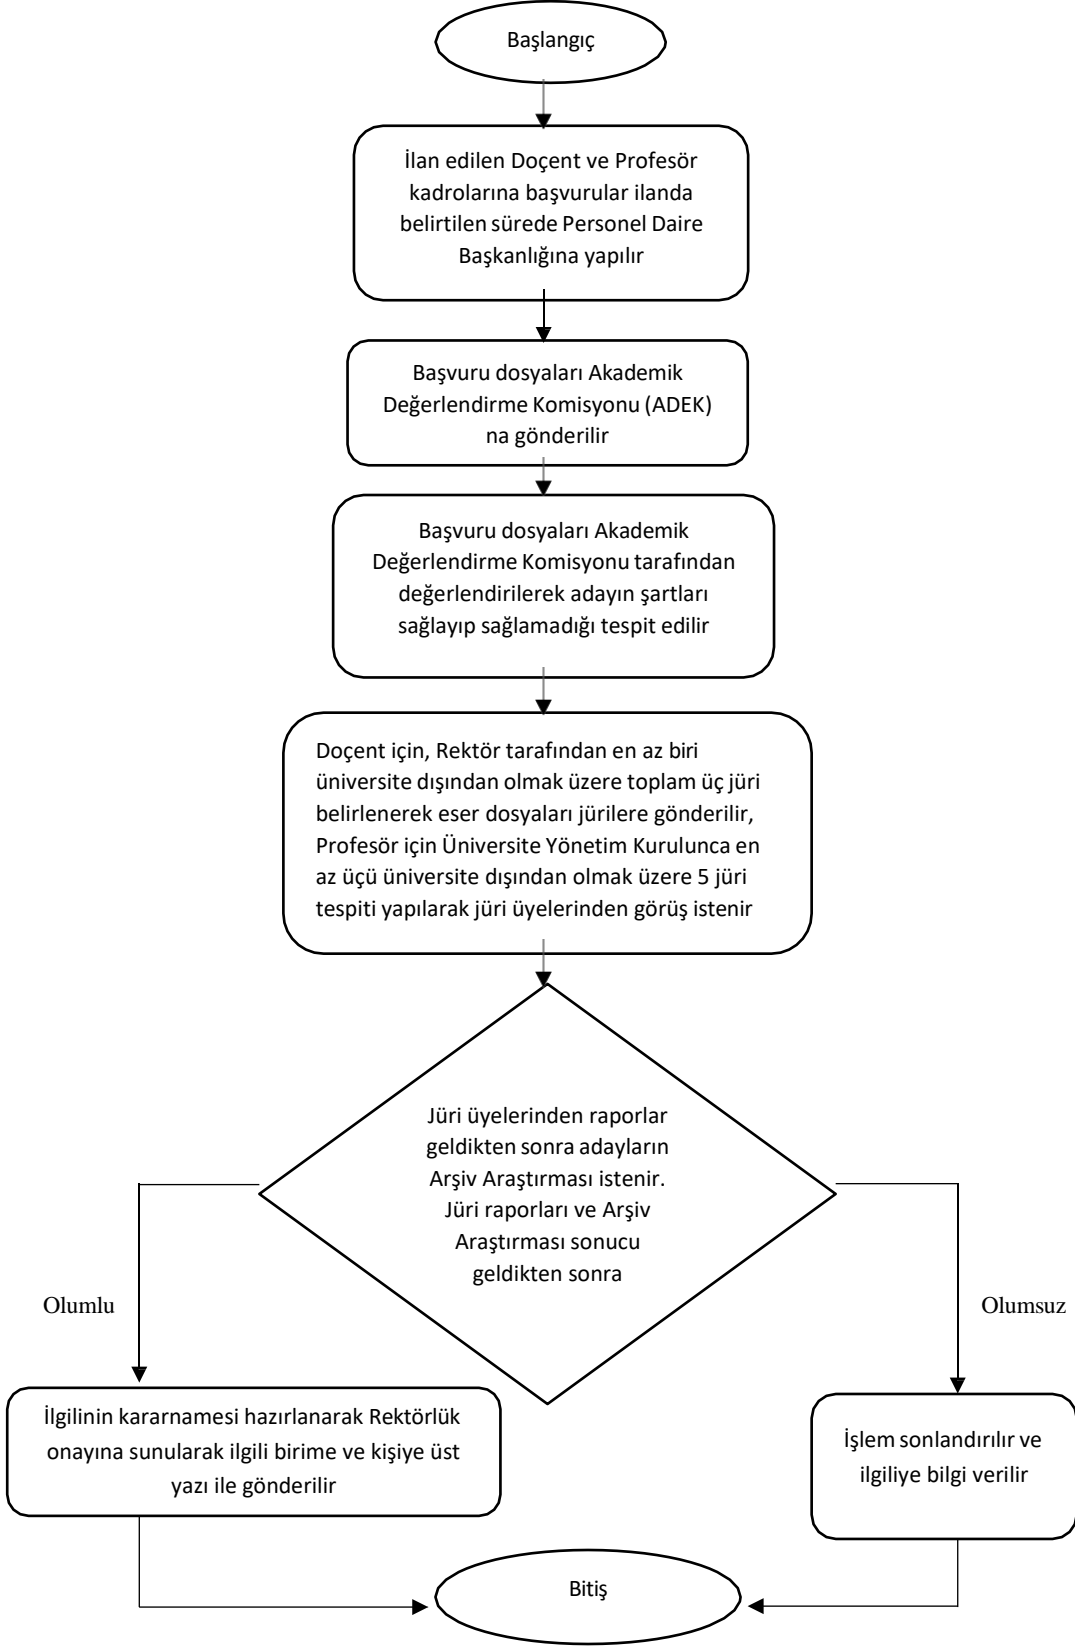 Başlangıç
İlan edilen Doçent ve Profesör
kadrolarına başvurular ilanda
belirtilen sürede Personel Daire
Başkanlığına yapılır
Başvuru dosyaları Akademik
Değerlendirme Komisyonu (ADEK)
na gönderilir
Başvuru dosyaları Akademik
Değerlendirme Komisyonu tarafından
değerlendirilerek adayın şartları
sağlayıp sağlamadığı tespit edilir
Doçent için, Rektör tarafından en az biri
üniversite dışından olmak üzere toplam üç jüri
belirlenerek eser dosyaları jürilere gönderilir,
Profesör için Üniversite Yönetim Kurulunca en
az üçü üniversite dışından olmak üzere 5 jüri
tespiti yapılarak jüri üyelerinden görüş istenir
Jüri üyelerinden raporlar
geldikten sonra adayların
Arşiv Araştırması istenir.
Jüri raporları ve Arşiv
Araştırması sonucu
geldikten sonra
Olumlu
Olumsuz
İlgilinin kararnamesi hazırlanarak Rektörlük
onayına sunularak ilgili birime ve kişiye üst
yazı ile gönderilir
İşlem sonlandırılır ve
ilgiliye bilgi verilir
Bitiş